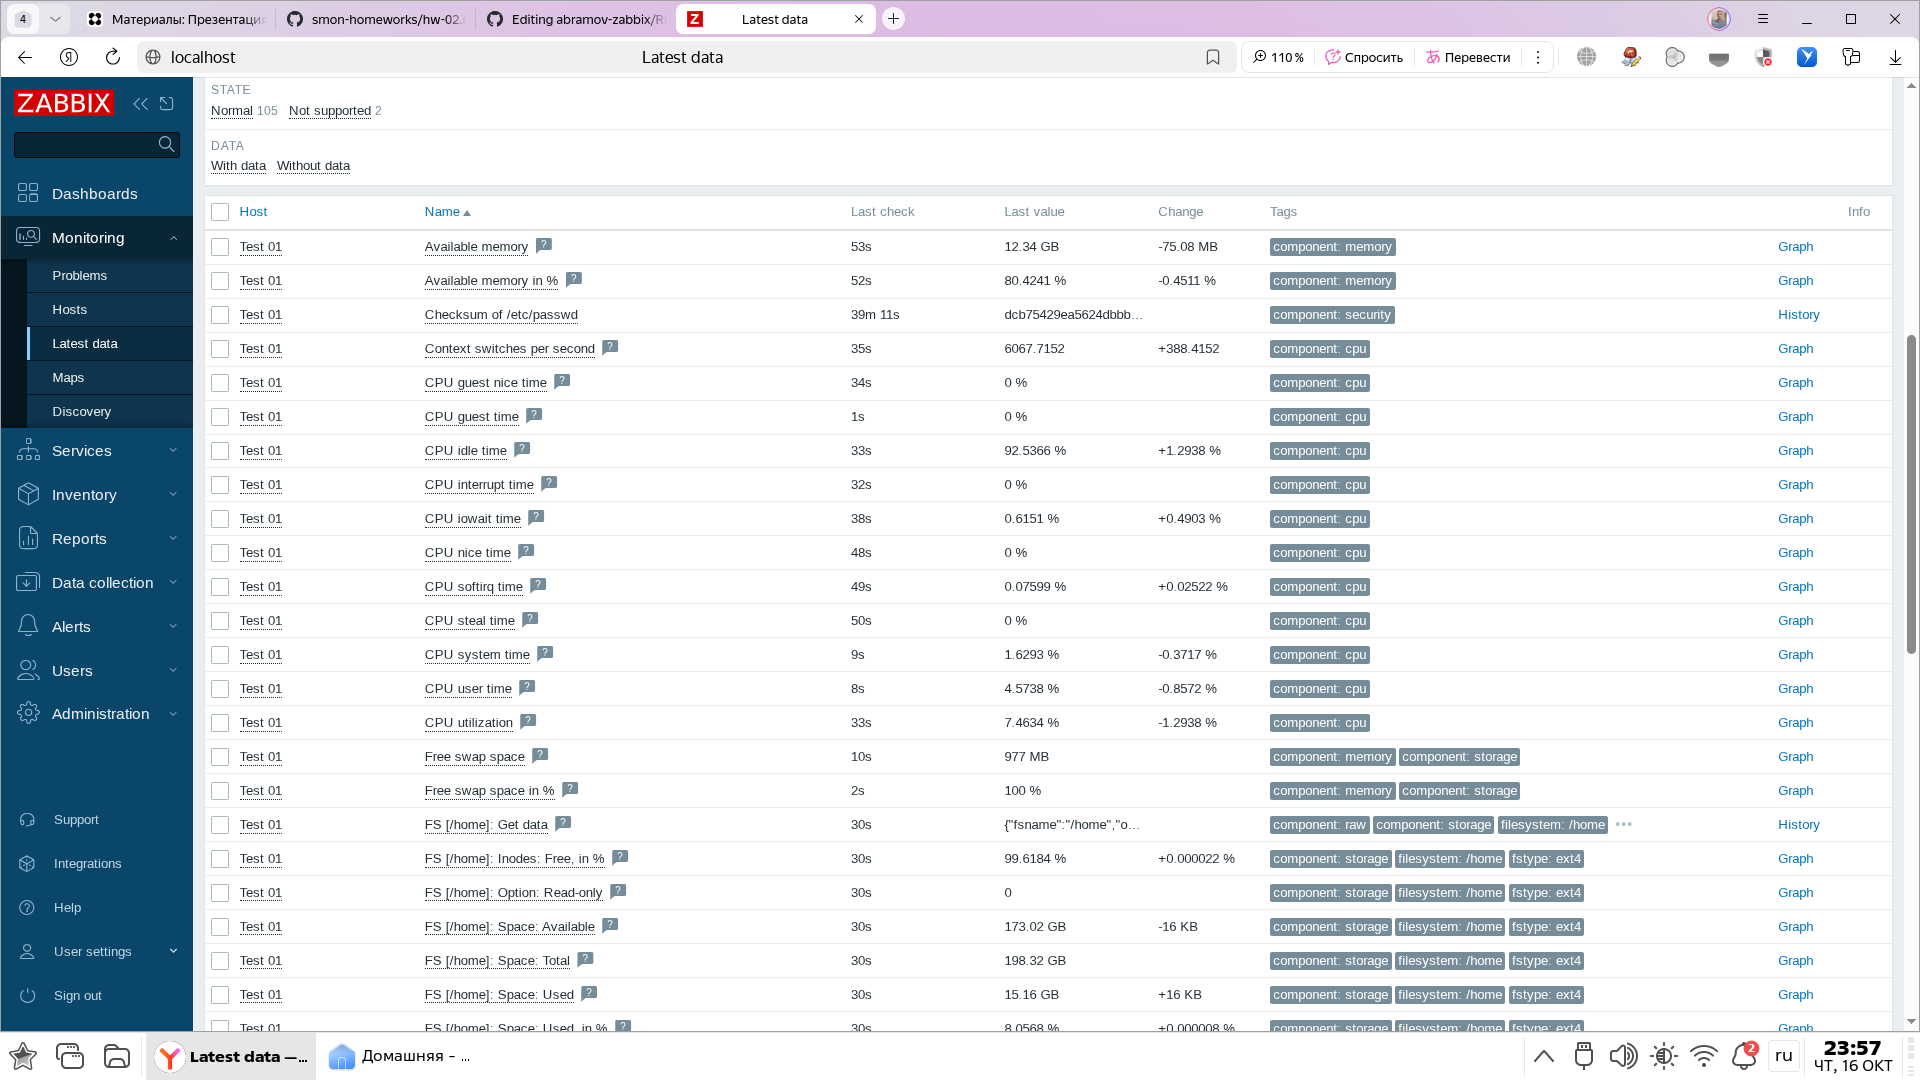 4
Материалы: Презентация
smon-homeworks/hw-02.
Editing abramov-zabbix/R
Latest data
localhost
Latest data
110 %
Спросить
Перевести
ZABBIX
Dashboards
Monitoring
Problems
Hosts
Latest data
Maps
Discovery
Services
Inventory
Reports
Data collection
Alerts
Users
Administration
Support
Integrations
Help
User settings
Sign out
STATE
Normal 105 Not supported 2
DATA
With data Without data
Host Name Last check Last value Change Tags Info
Test 01 Available memory ? 53s 12.34 GB -75.08 MB component: memory Graph
Test 01 Available memory in % ? 52s 80.4241 % -0.4511 % component: memory Graph
Test 01 Checksum of /etc/passwd 39m 11s dcb75429ea5624dbbb… component: security History
Test 01 Context switches per second ? 35s 6067.7152 +388.4152 component: cpu Graph
Test 01 CPU guest nice time ? 34s 0 % component: cpu Graph
Test 01 CPU guest time ? 1s 0 % component: cpu Graph
Test 01 CPU idle time ? 33s 92.5366 % +1.2938 % component: cpu Graph
Test 01 CPU interrupt time ? 32s 0 % component: cpu Graph
Test 01 CPU iowait time ? 38s 0.6151 % +0.4903 % component: cpu Graph
Test 01 CPU nice time ? 48s 0 % component: cpu Graph
Test 01 CPU softirq time ? 49s 0.07599 % +0.02522 % component: cpu Graph
Test 01 CPU steal time ? 50s 0 % component: cpu Graph
Test 01 CPU system time ? 9s 1.6293 % -0.3717 % component: cpu Graph
Test 01 CPU user time ? 8s 4.5738 % -0.8572 % component: cpu Graph
Test 01 CPU utilization ? 33s 7.4634 % -1.2938 % component: cpu Graph
Test 01 Free swap space ? 10s 977 MB component: memory component: storage Graph
Test 01 Free swap space in % ? 2s 100 % component: memory component: storage Graph
Test 01 FS [/home]: Get data ? 30s {"fsname":"/home","o… component: raw component: storage filesystem: /home ••• History
Test 01 FS [/home]: Inodes: Free, in % ? 30s 99.6184 % +0.000022 % component: storage filesystem: /home fstype: ext4 Graph
Test 01 FS [/home]: Option: Read-only ? 30s 0 component: storage filesystem: /home fstype: ext4 Graph
Test 01 FS [/home]: Space: Available ? 30s 173.02 GB -16 KB component: storage filesystem: /home fstype: ext4 Graph
Test 01 FS [/home]: Space: Total ? 30s 198.32 GB component: storage filesystem: /home fstype: ext4 Graph
Test 01 FS [/home]: Space: Used ? 30s 15.16 GB +16 KB component: storage filesystem: /home fstype: ext4 Graph
Test 01 FS [/home]: Space: Used, in % ? 30s 8.0568 % +0.000008 % component: storage filesystem: /home fstype: ext4 Graph
Latest data —...
Домашняя – ...
2
ru
23:57
ЧТ, 16 ОКТ